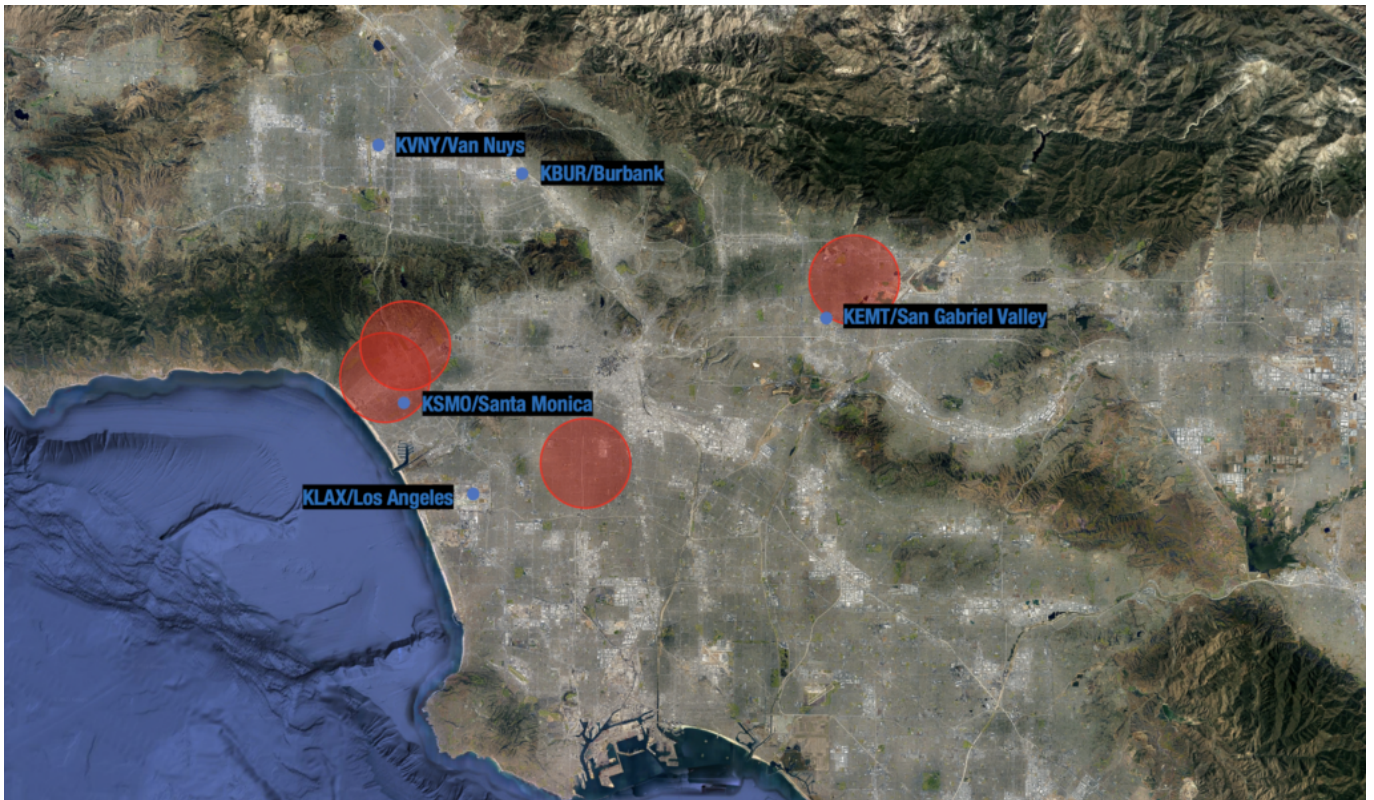 KVNY/Van Nuys
KBUR/Burbank
KEMT/San Gabriel Valley
KSMO/Santa Monica
KLAX/Los Angeles